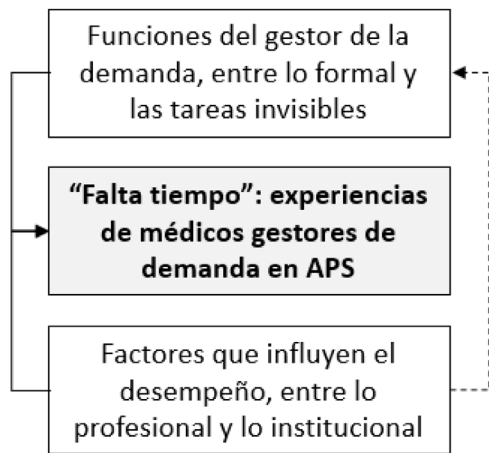 Funciones del gestor de la
demanda, entre lo formal y
las tareas invisibles
“Falta tiempo”: experiencias
de médicos gestores de
demanda en APS
Factores que influyen el
desempeño, entre lo
profesional y lo institucional